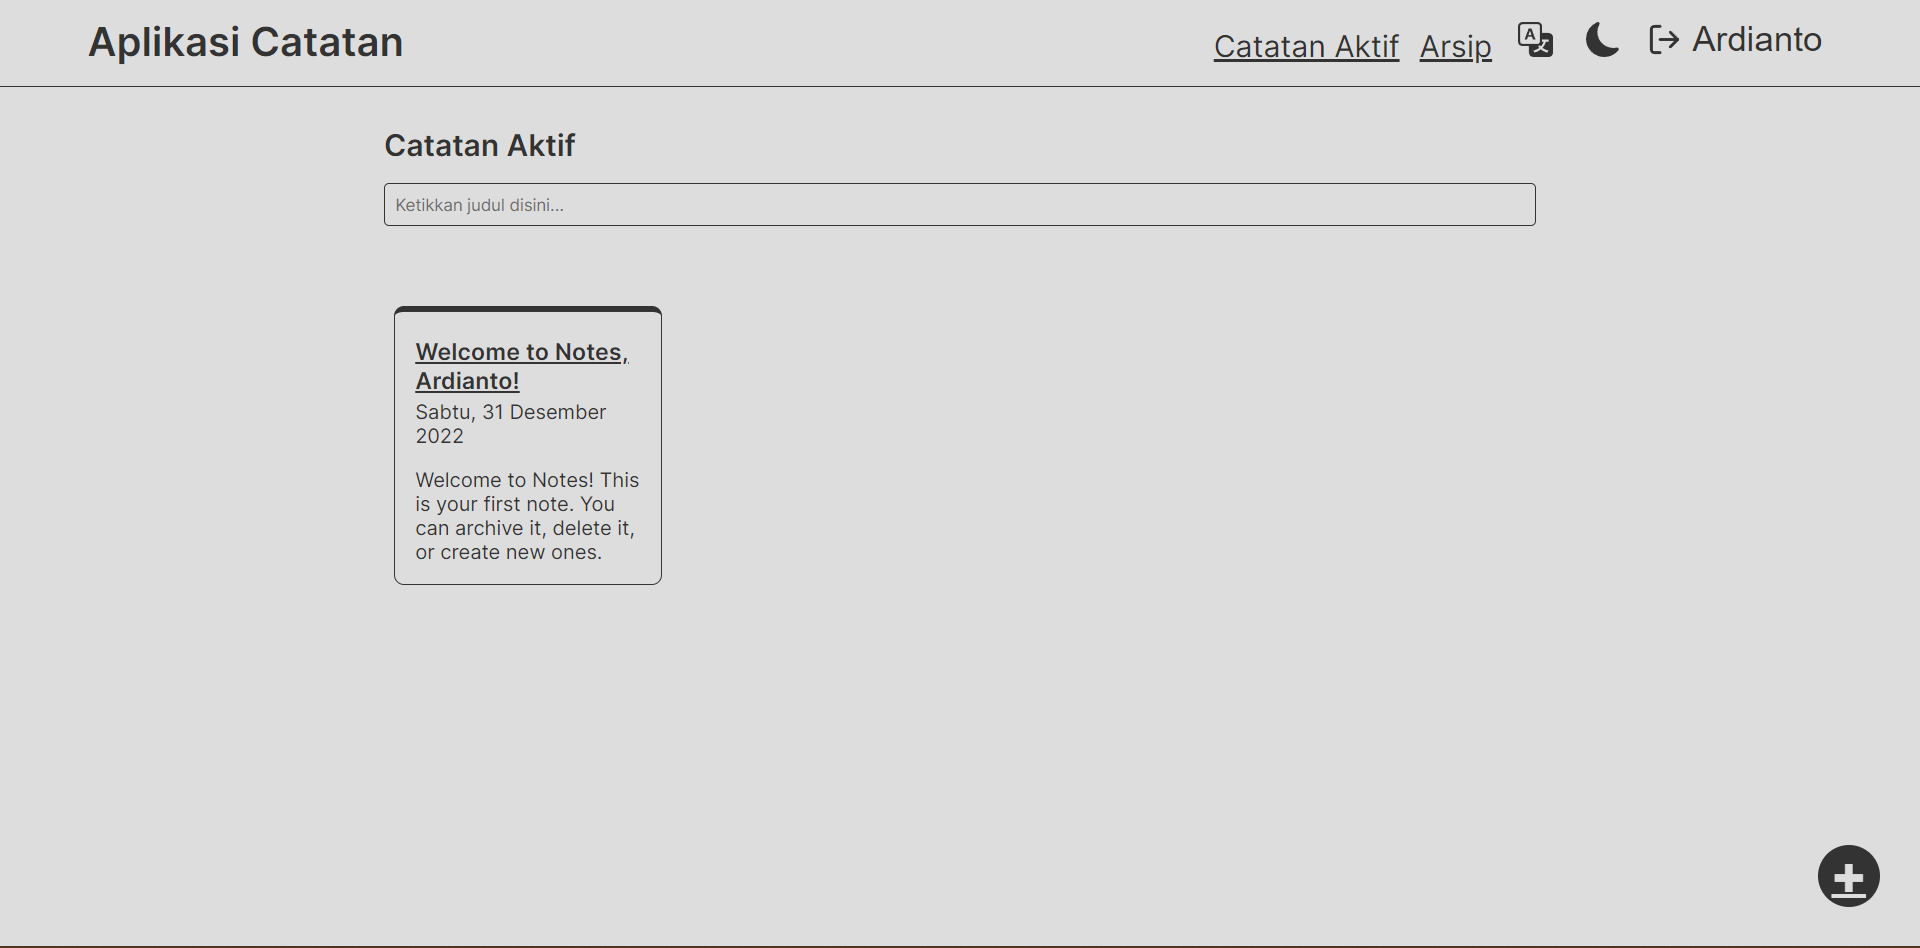 Aplikasi Catatan
Catatan Aktif
Arsip
A 文
Ardianto
Catatan Aktif
Ketikkan judul disini...
Welcome to Notes,
Ardianto!
Sabtu, 31 Desember
2022
Welcome to Notes! This
is your first note. You
can archive it, delete it,
or create new ones.